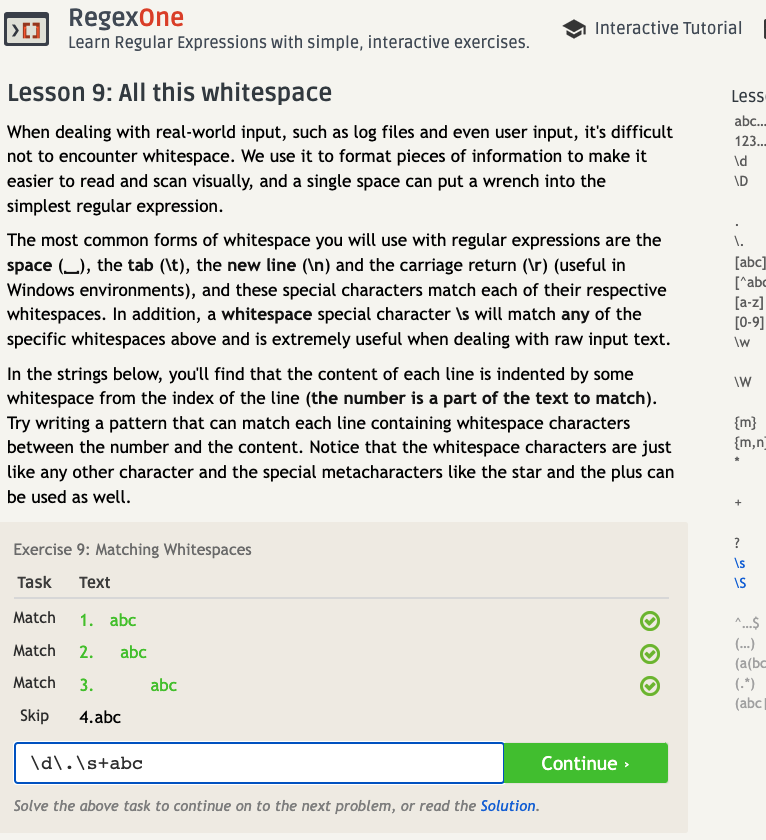 RegexOne
Learn Regular Expressions with simple, interactive exercises.
Interactive Tutorial
Lesson 9: All this whitespace
When dealing with real-world input, such as log files and even user input, it's difficult
not to encounter whitespace. We use it to format pieces of information to make it
easier to read and scan visually, and a single space can put a wrench into the
simplest regular expression.
The most common forms of whitespace you will use with regular expressions are the
space (␣), the tab (\t), the new line (\n) and the carriage return (\r) (useful in
Windows environments), and these special characters match each of their respective
whitespaces. In addition, a whitespace special character \s will match any of the
specific whitespaces above and is extremely useful when dealing with raw input text.
In the strings below, you'll find that the content of each line is indented by some
whitespace from the index of the line (the number is a part of the text to match).
Try writing a pattern that can match each line containing whitespace characters
between the number and the content. Notice that the whitespace characters are just
like any other character and the special metacharacters like the star and the plus can
be used as well.
Exercise 9: Matching Whitespaces
Task Text
Match 1.   abc
Match 2.     abc
Match 3.           abc
Skip 4.abc
\d\.\s+abc
Continue ›
Solve the above task to continue on to the next problem, or read the Solution.
abc…
123…
\d
\D
.
\.
[abc]
[a-z]
[0-9]
\w
\W
{m}
*
+
?
\s
\S
^…$
(…)
(.*)